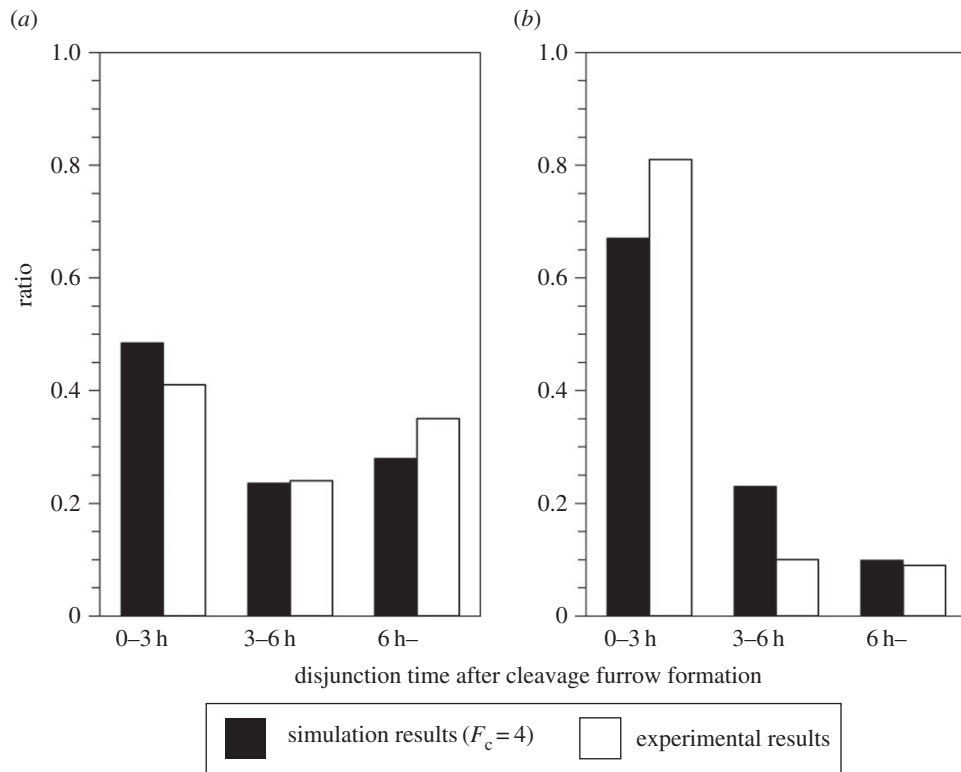 (a)
(b)
1.0
0.8
0.6
0.4
0.2
0
ratio
1.0
0.8
0.6
0.4
0.2
0
0–3 h 3–6 h 6 h–
0–3 h 3–6 h 6 h–
disjunction time after cleavage furrow formation
simulation results (Fc = 4)
experimental results